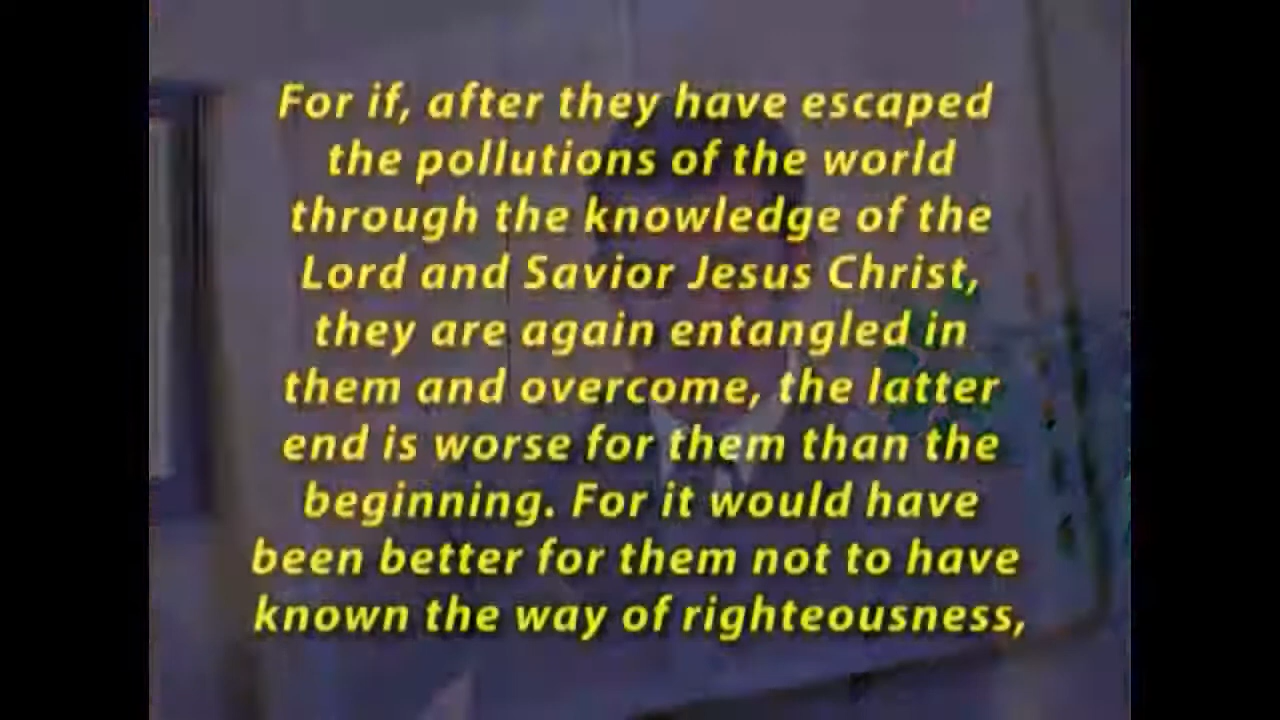 For if, after they have escaped
the pollutions of the world
through the knowledge of the
Lord and Savior Jesus Christ,
they are again entangled in
them and overcome, the latter
end is worse for them than the
beginning. For it would have
been better for them not to have
known the way of righteousness,